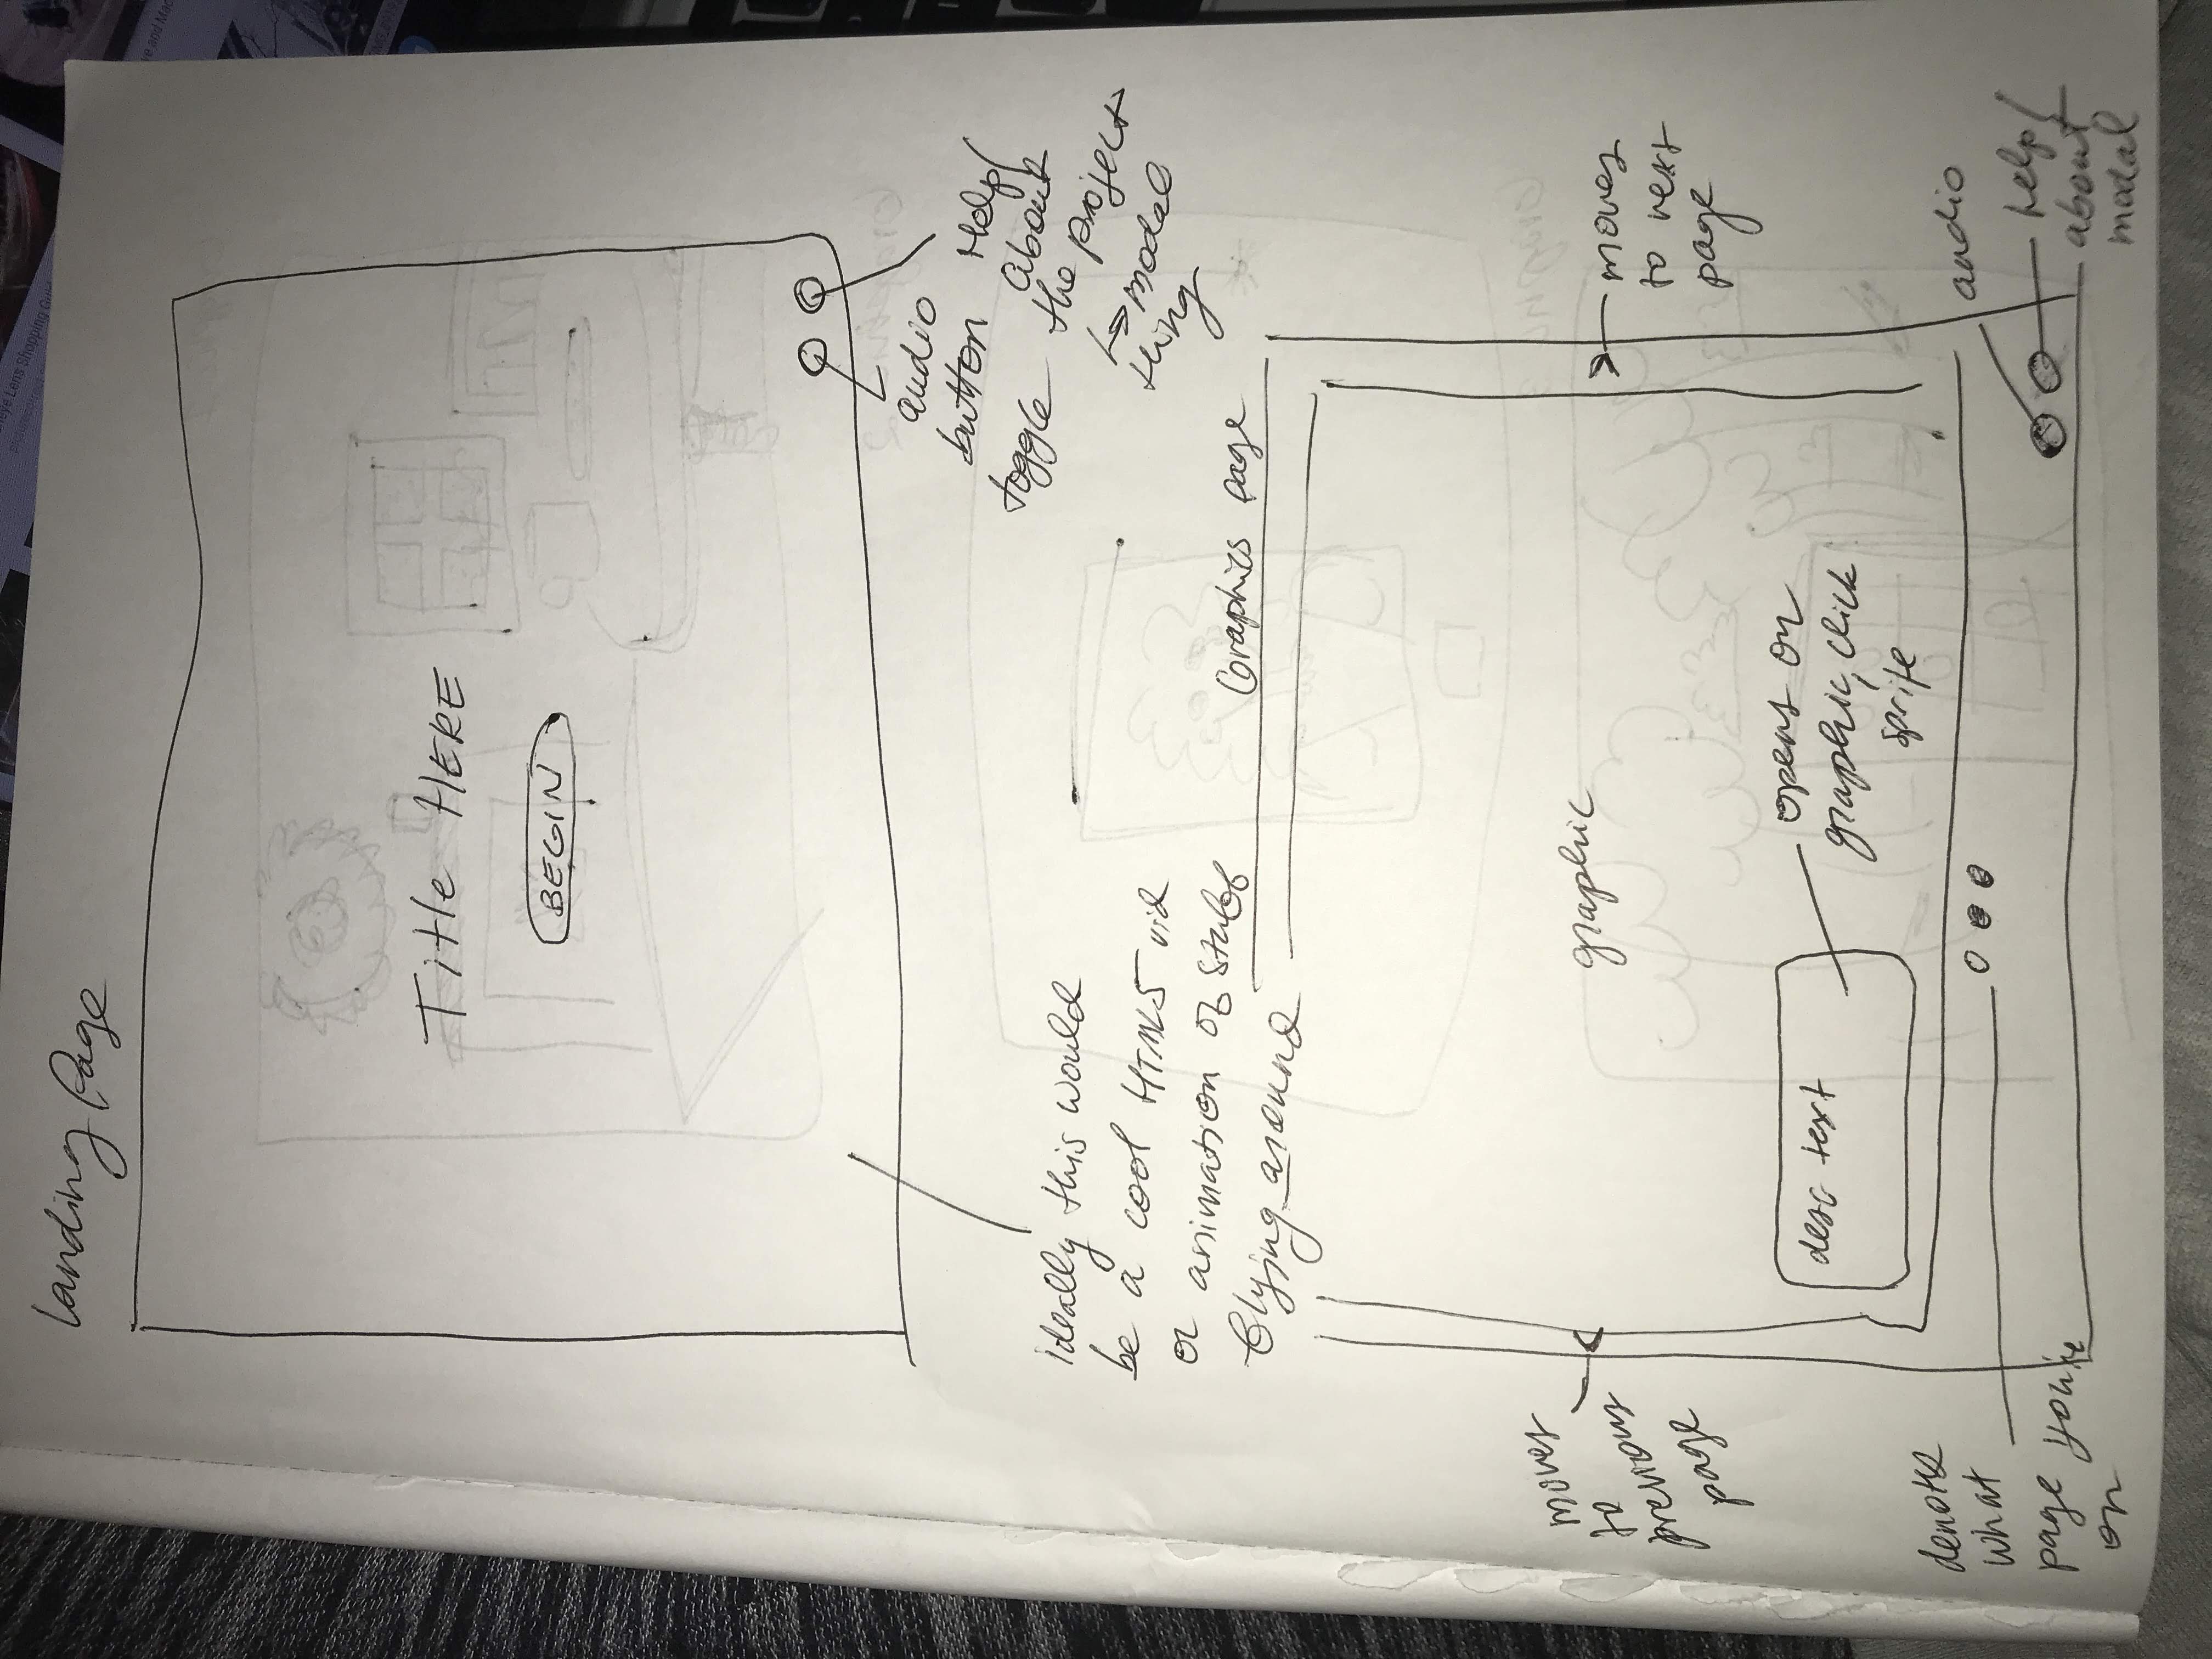 Landing Page
Title HERE
BEGIN
audio
button
toggle
Help/
about
the project
↳ modal
thing
ideally this would
be a cool HTML5 vid
or animation of stuff
flying around
Graphics page
moves
to
previous
page
graphic
moves
to next
page
desc text
opens on
graphic, click
sprite
denote
what
page you're
on
audio
help/
about
modal